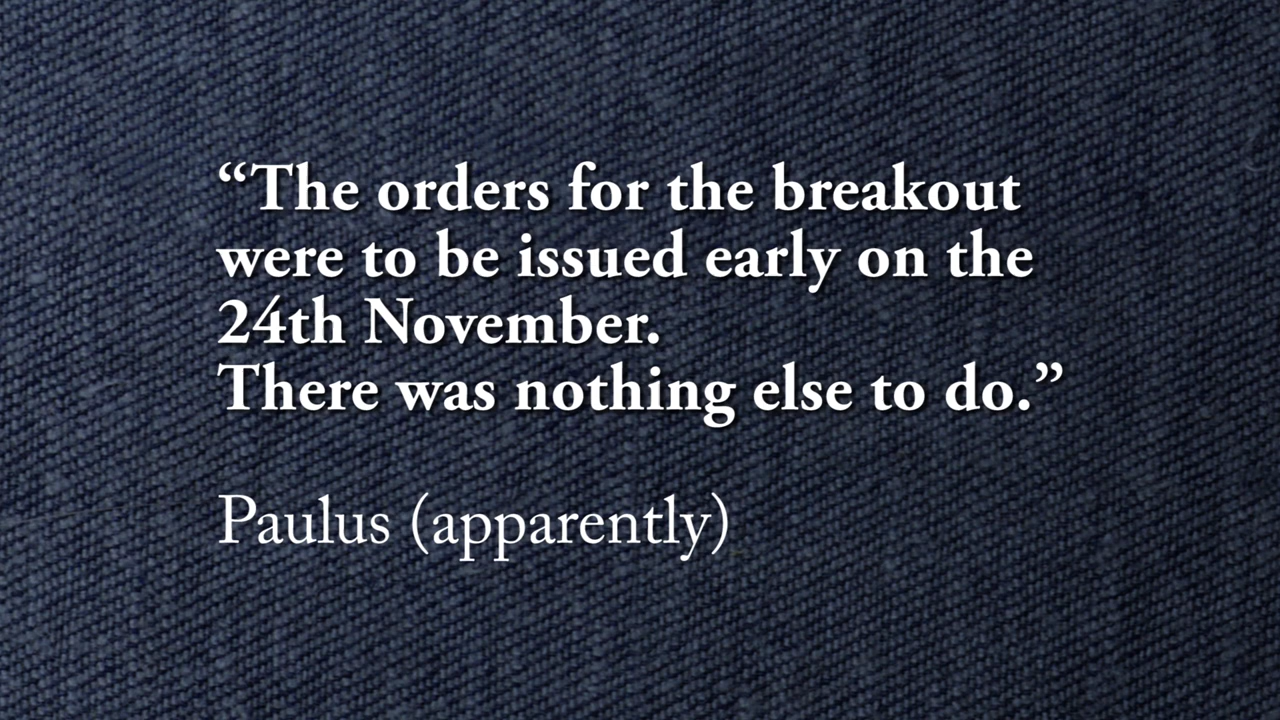 “The orders for the breakout
were to be issued early on the
24th November.
There was nothing else to do.”
Paulus (apparently)